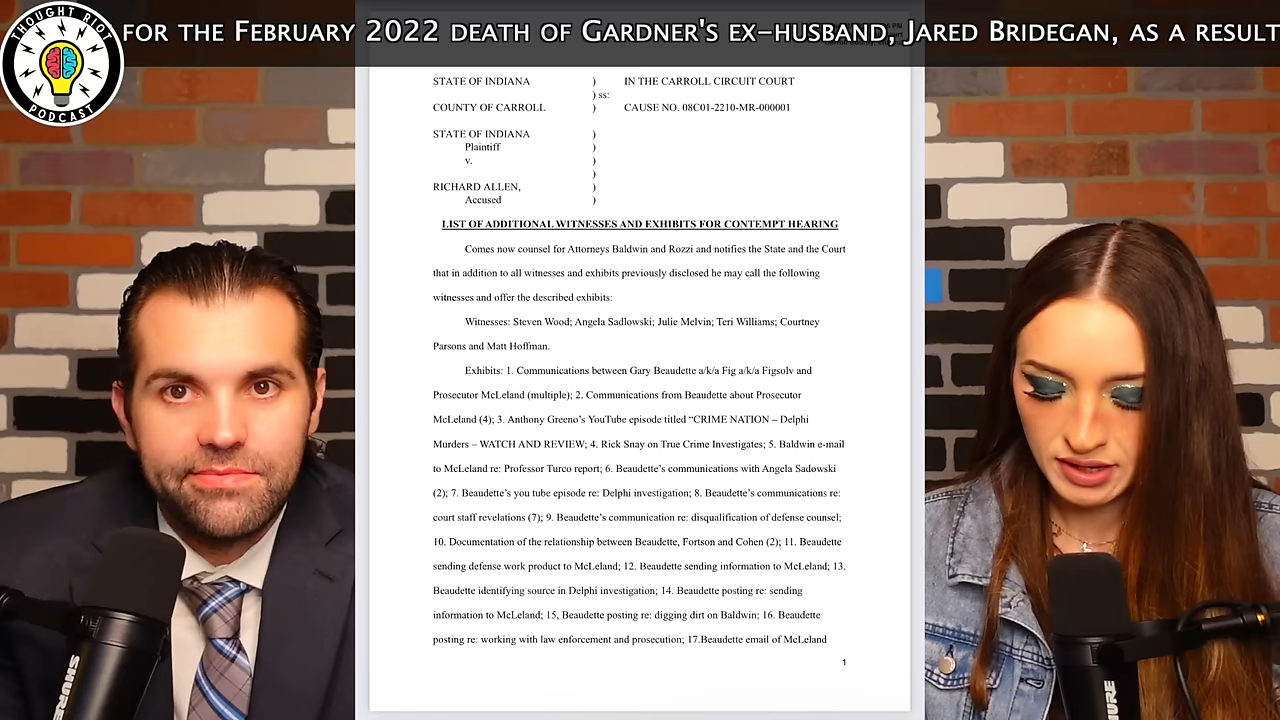 FOR THE FEBRUARY 2022 DEATH OF GARDNER'S EX-HUSBAND, JARED BRIDEGAN, AS A RESULT
THOUGHT RIOT
PODCAST
STATE OF INDIANA ) IN THE CARROLL CIRCUIT COURT
) ss:
COUNTY OF CARROLL ) CAUSE NO. 08C01-2210-MR-000001
STATE OF INDIANA )
Plaintiff )
v. )
)
RICHARD ALLEN, )
Accused )
LIST OF ADDITIONAL WITNESSES AND EXHIBITS FOR CONTEMPT HEARING
Comes now counsel for Attorneys Baldwin and Rozzi and notifies the State and the Court
that in addition to all witnesses and exhibits previously disclosed he may call the following
witnesses and offer the described exhibits:
Witnesses: Steven Wood; Angela Sadlowski; Julie Melvin; Teri Williams; Courtney
Parsons and Matt Hoffman.
Exhibits: 1. Communications between Gary Beaudette a/k/a Fig a/k/a Figsolv and
Prosecutor McLeland (multiple); 2. Communications from Beaudette about Prosecutor
McLeland (4); 3. Anthony Greeno's YouTube episode titled “CRIME NATION – Delphi
Murders – WATCH AND REVIEW; 4. Rick Snay on True Crime Investigates; 5. Baldwin e-mail
to McLeland re: Professor Turco report; 6. Beaudette's communications with Angela Sadowski
(2); 7. Beaudette's you tube episode re: Delphi investigation; 8. Beaudette's communications re:
court staff revelations (7); 9. Beaudette's communication re: disqualification of defense counsel;
10. Documentation of the relationship between Beaudette, Fortson and Cohen (2); 11. Beaudette
sending defense work product to McLeland; 12. Beaudette sending information to McLeland; 13.
Beaudette identifying source in Delphi investigation; 14. Beaudette posting re: sending
information to McLeland; 15, Beaudette posting re: digging dirt on Baldwin; 16. Beaudette
posting re: working with law enforcement and prosecution; 17.Beaudette email of McLeland
1
SHURE
SHURE